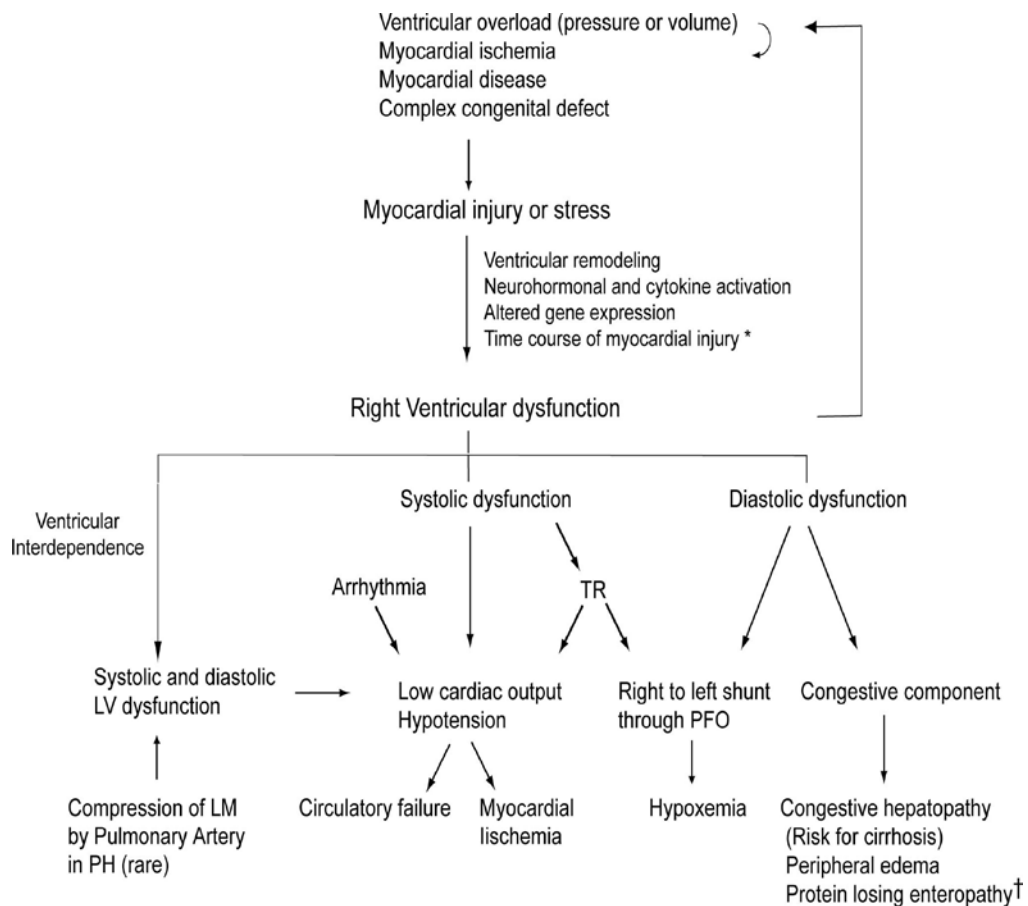 Ventricular overload (pressure or volume)
Myocardial ischemia
Myocardial disease
Complex congenital defect
Myocardial injury or stress
Ventricular remodeling
Neurohormonal and cytokine activation
Altered gene expression
Time course of myocardial injury *
Right Ventricular dysfunction
Ventricular
Interdependence
Systolic dysfunction
Diastolic dysfunction
Arrhythmia
TR
Systolic and diastolic
LV dysfunction
Low cardiac output
Hypotension
Right to left shunt
through PFO
Congestive component
Compression of LM
by Pulmonary Artery
in PH (rare)
Circulatory failure
Myocardial
Iischemia
Hypoxemia
Congestive hepatopathy
(Risk for cirrhosis)
Peripheral edema
Protein losing enteropathy†